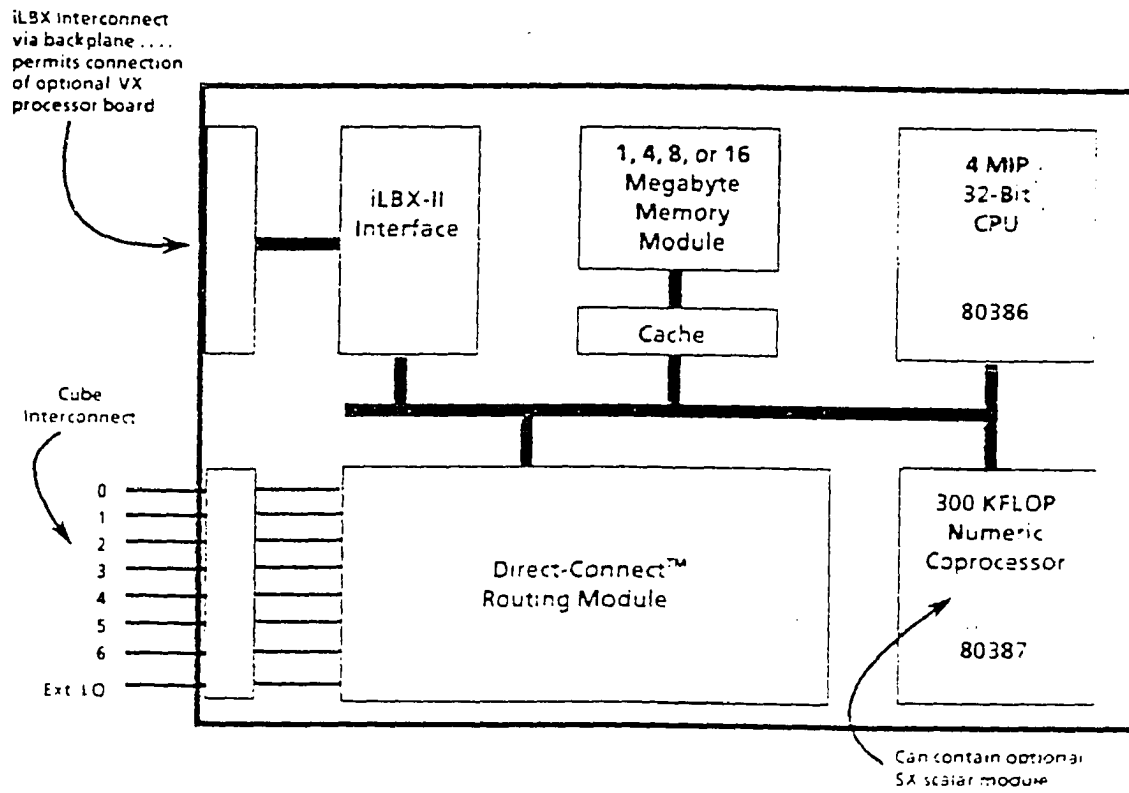 iLBX Interconnect
via backplane ....
permits connection
of optional VX
processor board
iLBX-II
Interface
1, 4, 8, or 16
Megabyte
Memory
Module
Cache
4 MIP
32-Bit
CPU
80386
Cube
Interconnect
0
1
2
3
4
5
6
Ext I/O
Direct-Connect™
Routing Module
300 KFLOP
Numeric
Coprocessor
80387
Can contain optional
SX scalar module